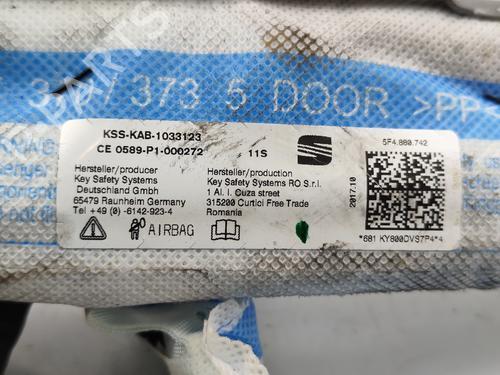 373 5 DOOR >PP
KSS-KAB-1033123
CE 0589-P1-000272
11S
Hersteller/producer
Key Safety Systems
Deutschland GmbH
65479 Raunheim Germany
Tel +49 (0) -6142-923-4
Hersteller/production
Key Safety Systems RO S.r.l.
1 Al. I. Cuza street
315200 Curtici Free Trade
Romania
AIRBAG
5F4.880.742
2017.10
*681 KY800DVS7P4*4